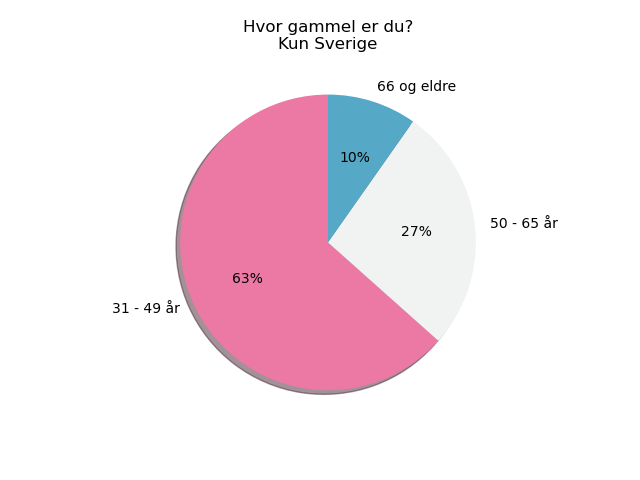 Hvor gammel er du?
Kun Sverige
66 og eldre
10%
50 - 65 år
27%
63%
31 - 49 år